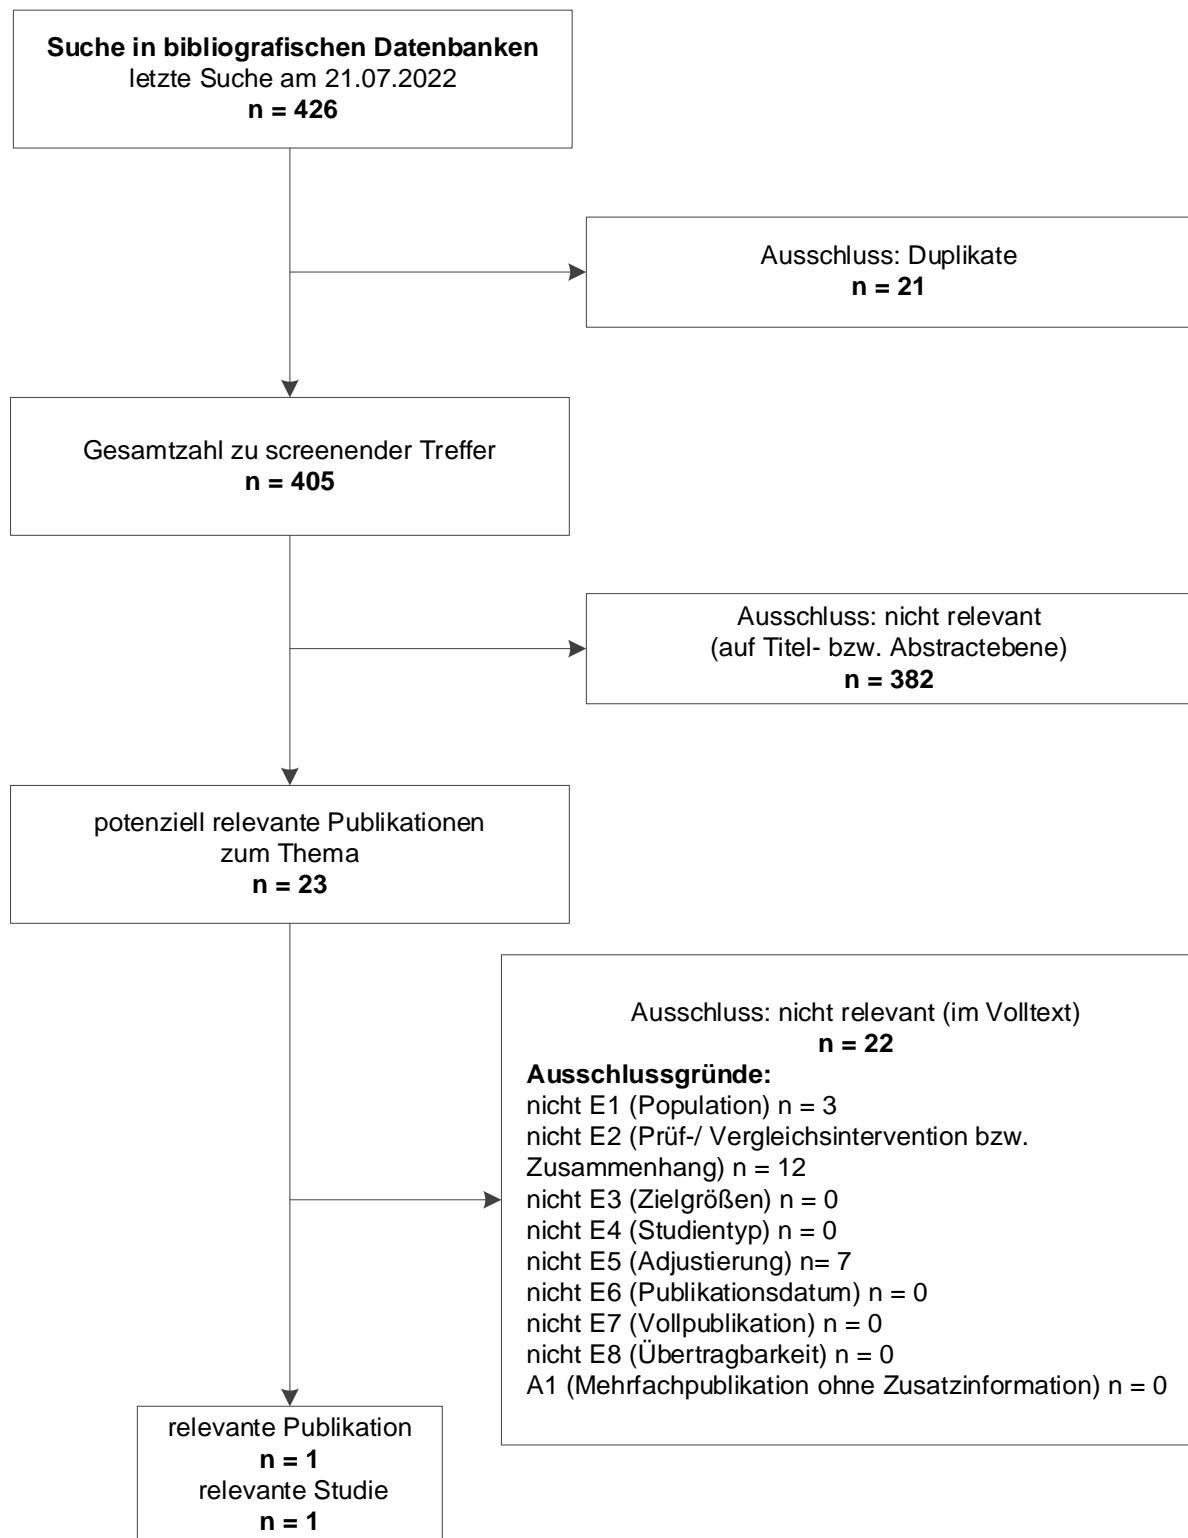 Suche in bibliografischen Datenbanken
letzte Suche am 21.07.2022
n = 426
Ausschluss: Duplikate
n = 21
Gesamtzahl zu screenender Treffer
n = 405
Ausschluss: nicht relevant
(auf Titel- bzw. Abstractebene)
n = 382
potenziell relevante Publikationen
zum Thema
n = 23
Ausschluss: nicht relevant (im Volltext)
n = 22
Ausschlussgründe:
nicht E1 (Population) n = 3
nicht E2 (Prüf-/ Vergleichsintervention bzw.
Zusammenhang) n = 12
nicht E3 (Zielgrößen) n = 0
nicht E4 (Studientyp) n = 0
nicht E5 (Adjustierung) n= 7
nicht E6 (Publikationsdatum) n = 0
nicht E7 (Vollpublikation) n = 0
nicht E8 (Übertragbarkeit) n = 0
A1 (Mehrfachpublikation ohne Zusatzinformation) n = 0
relevante Publikation
n = 1
relevante Studie
n = 1